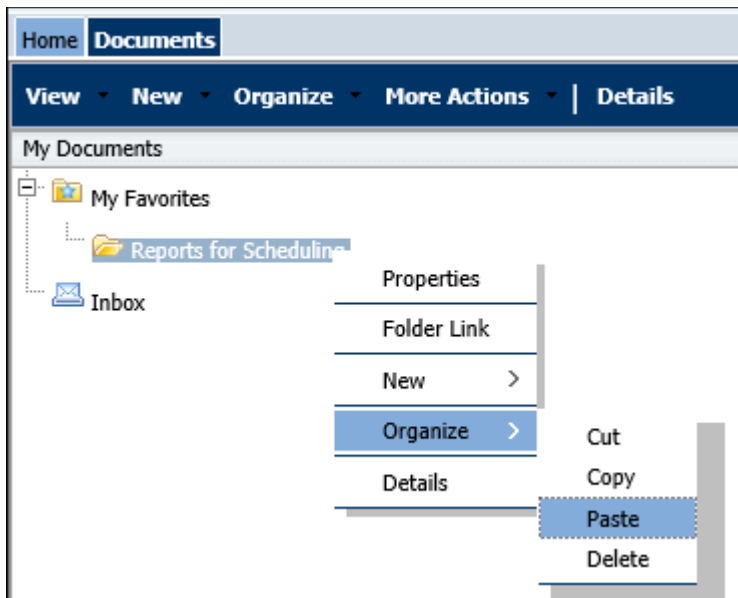 Home Documents
View New Organize More Actions | Details
My Documents
My Favorites
Reports for Scheduling
Inbox
Properties
Folder Link
New >
Organize >
Details
Cut
Copy
Paste
Delete